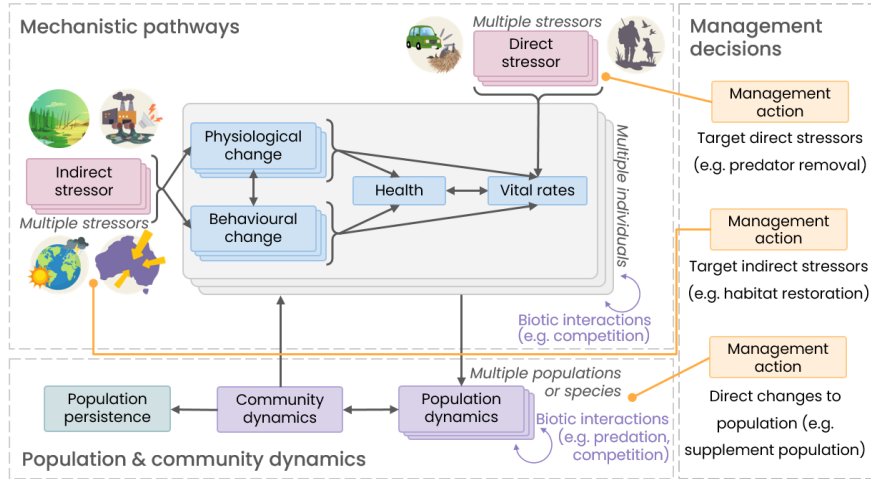 Mechanistic pathways
Multiple stressors
Direct
stressor
Indirect
stressor
Multiple stressors
Physiological
change
Behavioural
change
Health
Vital rates
Multiple individuals
Biotic interactions
(e.g. competition)
Population & community dynamics
Population
persistence
Community
dynamics
Population
dynamics
Multiple populations
or species
Biotic interactions
(e.g. predation,
competition)
Management
decisions
Management
action
Target direct stressors
(e.g. predator removal)
Management
action
Target indirect stressors
(e.g. habitat restoration)
Management
action
Direct changes to
population (e.g.
supplement population)